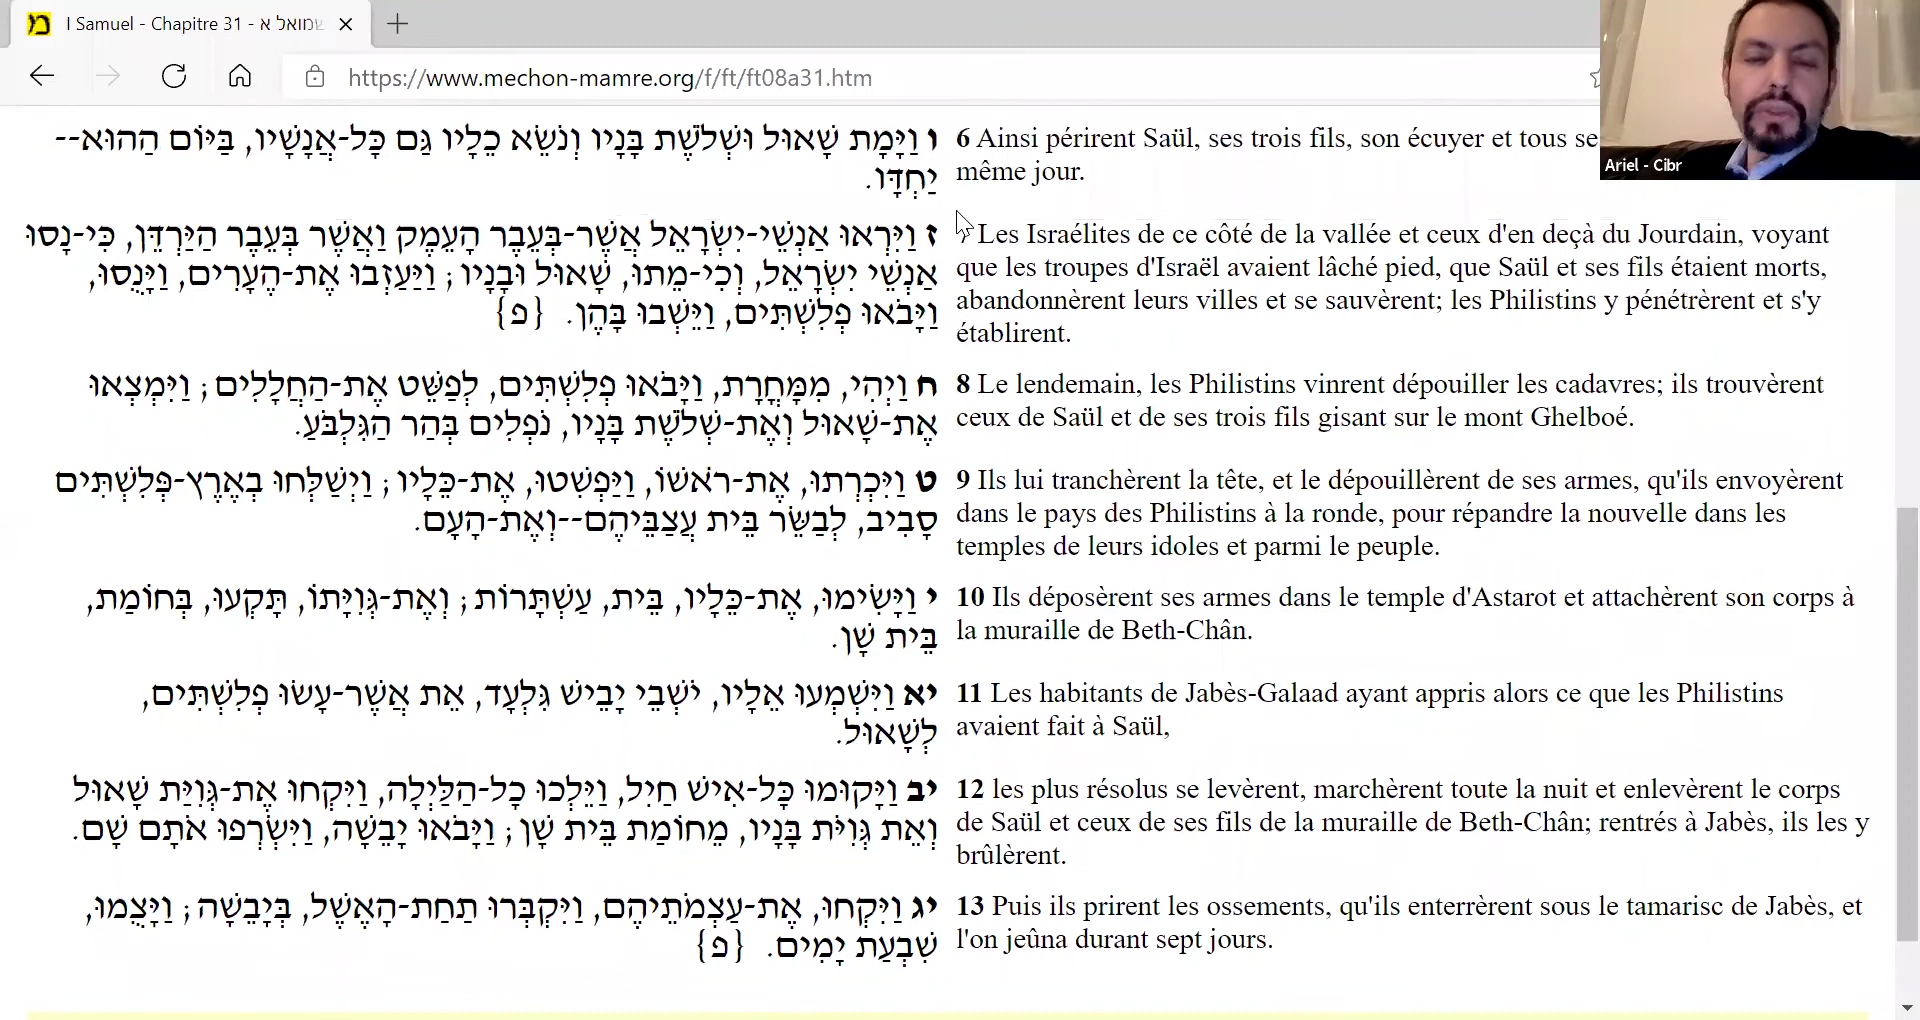 I Samuel - Chapitre 31 - שמואל א
https://www.mechon-mamre.org/f/ft/ft08a31.htm
Ariel - Cibr
ו וַיָּמָת שָׁאוּל וּשְׁלֹשֶׁת בָּנָיו וְנֹשֵׂא כֵלָיו גַּם כָּל-אֲנָשָׁיו, בַּיּוֹם הַהוּא--
יַחְדָּו.
6 Ainsi périrent Saül, ses trois fils, son écuyer et tous se
même jour.
ז וַיִּרְאוּ אַנְשֵׁי-יִשְׂרָאֵל אֲשֶׁר-בְּעֵבֶר הָעֵמֶק וַאֲשֶׁר בְּעֵבֶר הַיַּרְדֵּן, כִּי-נָסוּ
אַנְשֵׁי יִשְׂרָאֵל, וְכִי-מֵתוּ, שָׁאוּל וּבָנָיו; וַיַּעַזְבוּ אֶת-הֶעָרִים, וַיָּנֻסוּ,
וַיָּבֹאוּ פְלִשְׁתִּים, וַיֵּשְׁבוּ בָּהֶן. {פ}
7 Les Israélites de ce côté de la vallée et ceux d'en deçà du Jourdain, voyant
que les troupes d'Israël avaient lâché pied, que Saül et ses fils étaient morts,
abandonnèrent leurs villes et se sauvèrent; les Philistins y pénétrèrent et s'y
établirent.
ח וַיְהִי, מִמָּחֳרָת, וַיָּבֹאוּ פְלִשְׁתִּים, לְפַשֵּׁט אֶת-הַחֲלָלִים; וַיִּמְצְאוּ
אֶת-שָׁאוּל וְאֶת-שְׁלֹשֶׁת בָּנָיו, נֹפְלִים בְּהַר הַגִּלְבֹּעַ.
8 Le lendemain, les Philistins vinrent dépouiller les cadavres; ils trouvèrent
ceux de Saül et de ses trois fils gisant sur le mont Ghelboé.
ט וַיִּכְרְתוּ, אֶת-רֹאשׁוֹ, וַיַּפְשִׁטוּ, אֶת-כֵּלָיו; וַיְשַׁלְּחוּ בְאֶרֶץ-פְּלִשְׁתִּים
סָבִיב, לְבַשֵּׂר בֵּית עֲצַבֵּיהֶם--וְאֶת-הָעָם.
9 Ils lui tranchèrent la tête, et le dépouillèrent de ses armes, qu'ils envoyèrent
dans le pays des Philistins à la ronde, pour répandre la nouvelle dans les
temples de leurs idoles et parmi le peuple.
י וַיָּשִׂימוּ, אֶת-כֵּלָיו, בֵּית, עַשְׁתָּרוֹת; וְאֶת-גְּוִיָּתוֹ, תָּקְעוּ, בְּחוֹמַת,
בֵּית שָׁן.
10 Ils déposèrent ses armes dans le temple d'Astarot et attachèrent son corps à
la muraille de Beth-Chân.
יא וַיִּשְׁמְעוּ אֵלָיו, יֹשְׁבֵי יָבֵישׁ גִּלְעָד, אֵת אֲשֶׁר-עָשׂוּ פְלִשְׁתִּים,
לְשָׁאוּל.
11 Les habitants de Jabès-Galaad ayant appris alors ce que les Philistins
avaient fait à Saül,
יב וַיָּקוּמוּ כָּל-אִישׁ חַיִל, וַיֵּלְכוּ כָל-הַלַּיְלָה, וַיִּקְחוּ אֶת-גְּוִיַּת שָׁאוּל
וְאֵת גְּוִיֹּת בָּנָיו, מֵחוֹמַת בֵּית שָׁן; וַיָּבֹאוּ יָבֵשָׁה, וַיִּשְׂרְפוּ אֹתָם שָׁם.
12 les plus résolus se levèrent, marchèrent toute la nuit et enlevèrent le corps
de Saül et ceux de ses fils de la muraille de Beth-Chân; rentrés à Jabès, ils les y
brûlèrent.
יג וַיִּקְחוּ, אֶת-עַצְמֹתֵיהֶם, וַיִּקְבְּרוּ תַחַת-הָאֶשֶׁל, בְּיָבֵשָׁה; וַיָּצֻמוּ,
שִׁבְעַת יָמִים. {פ}
13 Puis ils prirent les ossements, qu'ils enterrèrent sous le tamarisc de Jabès, et
l'on jeûna durant sept jours.